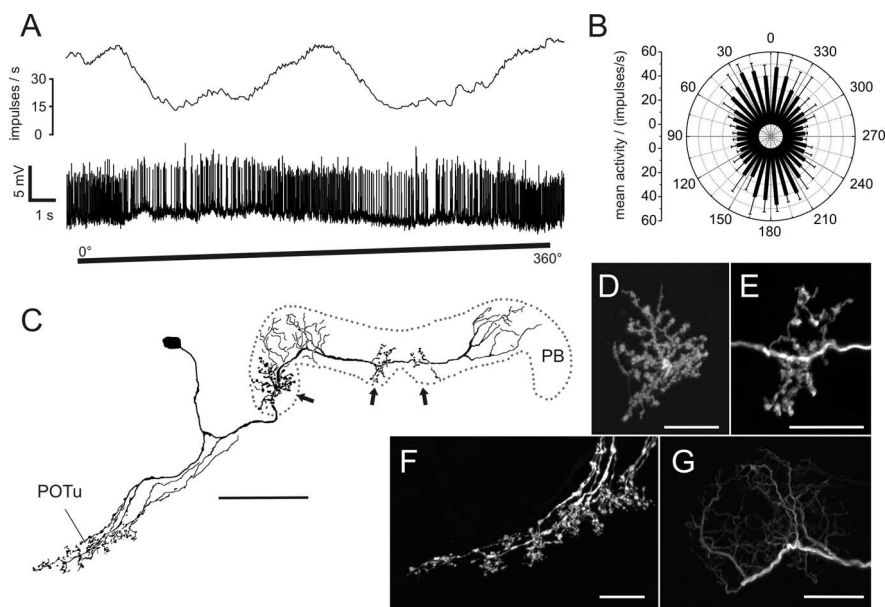 A
impulses / s
30
15
0
5 mV
1 s
0°
360°
B
mean activity / (impulses/s)
60
40
20
0
0
20
40
60
0
330
300
270
240
210
180
150
120
90
60
30
C
POTu
PB
D
E
F
G